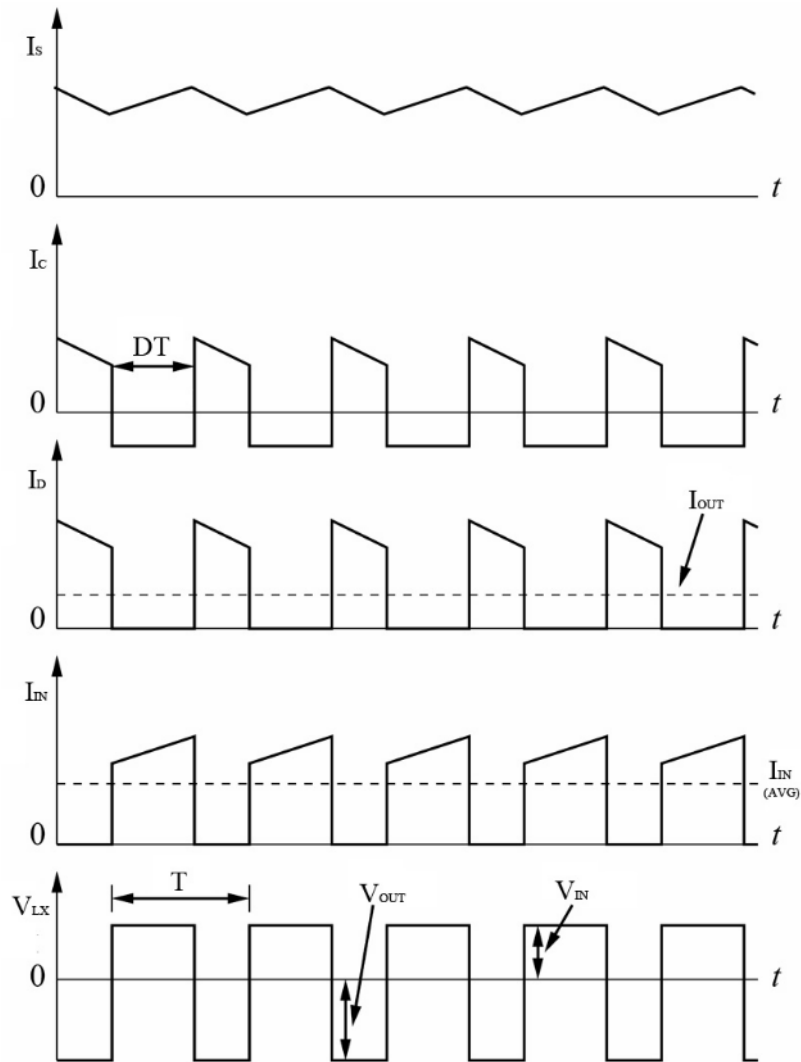 Is
0 t
Ic
DT
0 t
ID
IOUT
0 t
IIN
IIN
(AVG)
0 t
T
VOUT
VIN
VLX
0 t